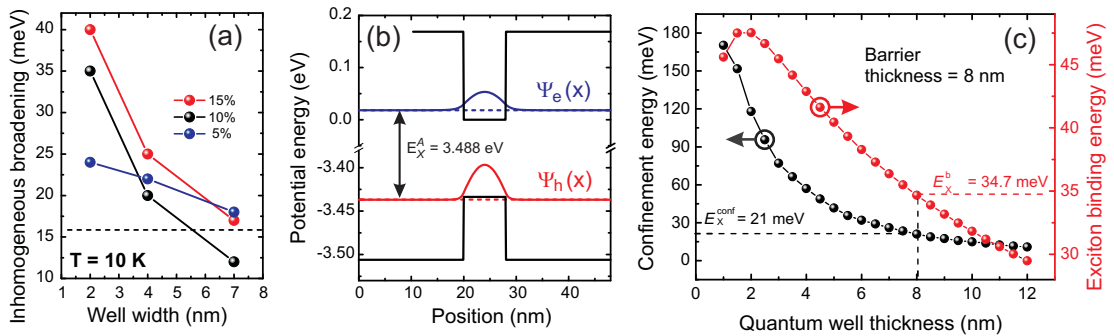 (a)
Inhomogeneous broadening (meV)
40
35
30
25
20
15
10
15%
10%
5%
T = 10 K
1 2 3 4 5 6 7 8
Well width (nm)
(b)
Potential energy (eV)
0.2
0.1
0.0
-3.40
-3.45
-3.50
Ψe(x)
E_X^A = 3.488 eV
Ψh(x)
0 10 20 30 40
Position (nm)
(c)
Confinement energy (meV)
180
150
120
90
60
30
0
Barrier
thickness = 8 nm
E_X^b = 34.7 meV
E_X^conf = 21 meV
0 2 4 6 8 10 12
Quantum well thickness (nm)
45
40
35
30
Exciton binding energy (meV)